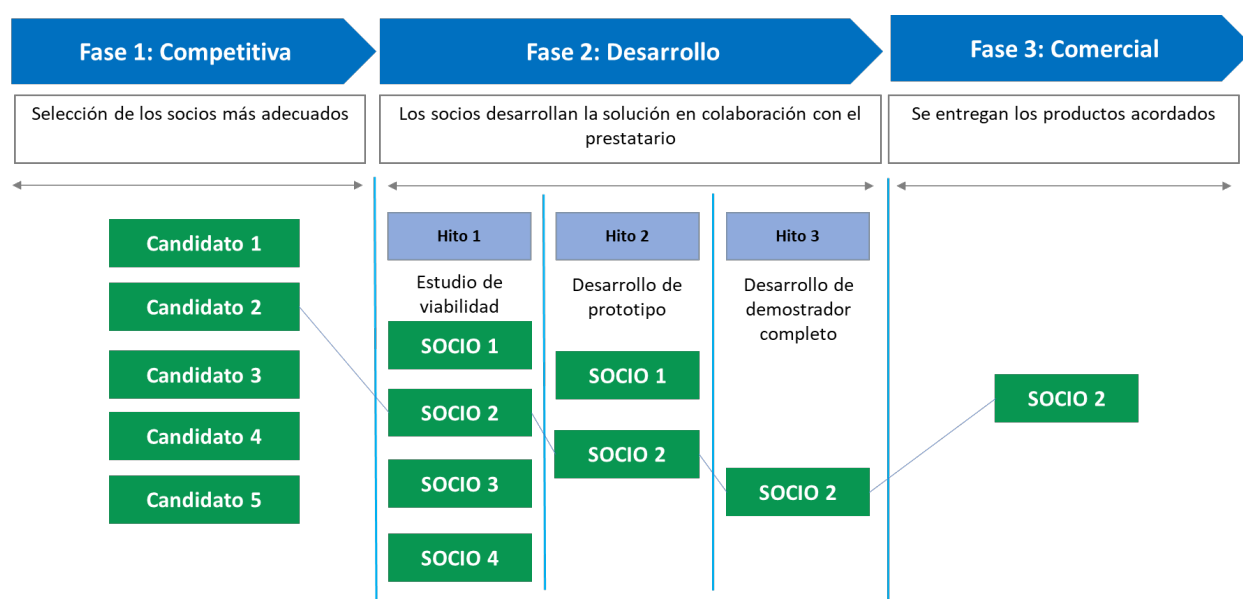 Fase 1: Competitiva
Fase 2: Desarrollo
Fase 3: Comercial
Selección de los socios más adecuados
Los socios desarrollan la solución en colaboración con el
prestatario
Se entregan los productos acordados
Candidato 1
Candidato 2
Candidato 3
Candidato 4
Candidato 5
Hito 1
Estudio de
viabilidad
SOCIO 1
SOCIO 2
SOCIO 3
SOCIO 4
Hito 2
Desarrollo de
prototipo
SOCIO 1
SOCIO 2
Hito 3
Desarrollo de
demostrador
completo
SOCIO 2
SOCIO 2